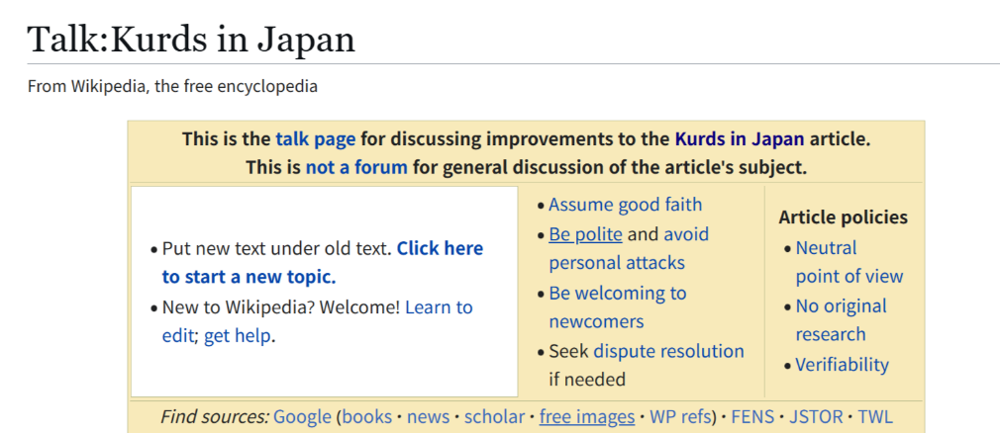 Talk:Kurds in Japan
From Wikipedia, the free encyclopedia
This is the talk page for discussing improvements to the Kurds in Japan article.
This is not a forum for general discussion of the article's subject.
• Put new text under old text. Click here
to start a new topic.
• New to Wikipedia? Welcome! Learn to
edit; get help.
• Assume good faith
• Be polite and avoid
personal attacks
• Be welcoming to
newcomers
• Seek dispute resolution
if needed
Article policies
• Neutral
point of view
• No original
research
• Verifiability
Find sources: Google (books · news · scholar · free images · WP refs) · FENS · JSTOR · TWL